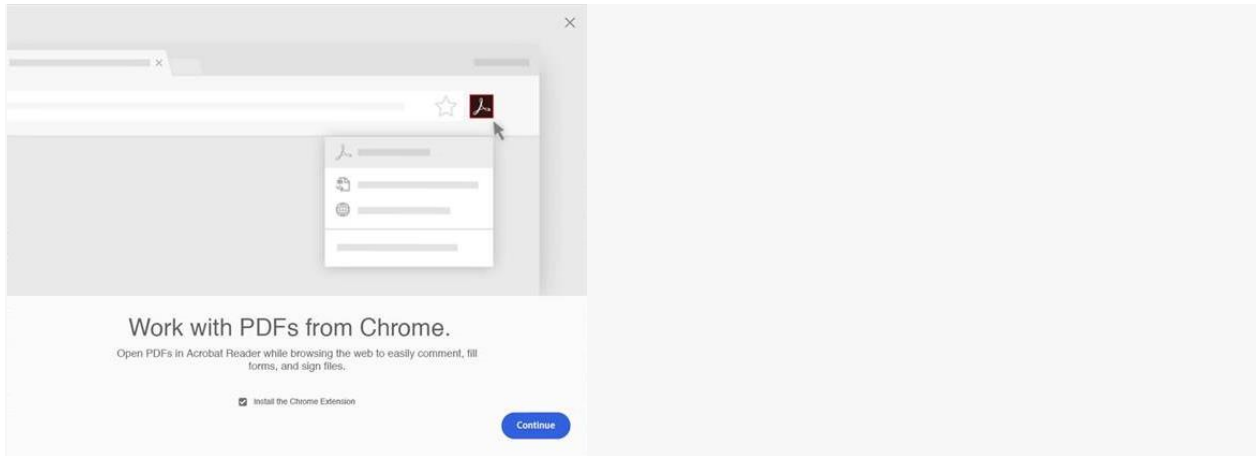 Work with PDFs from Chrome.
Open PDFs in Acrobat Reader while browsing the web to easily comment, fill
forms, and sign files.
Install the Chrome Extension
Continue